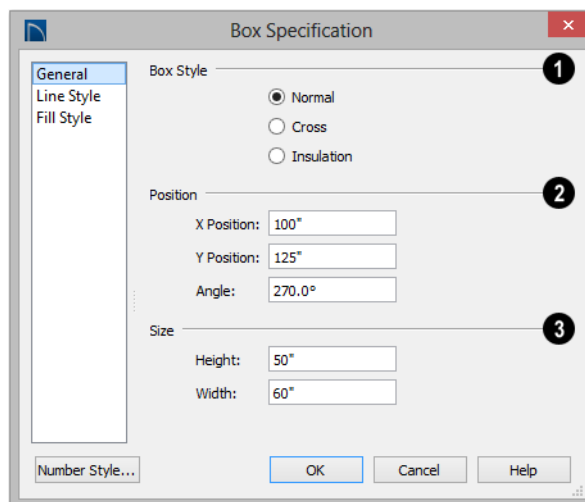 Box Specification
General
Line Style
Fill Style
Box Style
1
Normal
Cross
Insulation
Position
2
X Position: 100"
Y Position: 125"
Angle: 270.0°
Size
3
Height: 50"
Width: 60"
Number Style...
OK
Cancel
Help